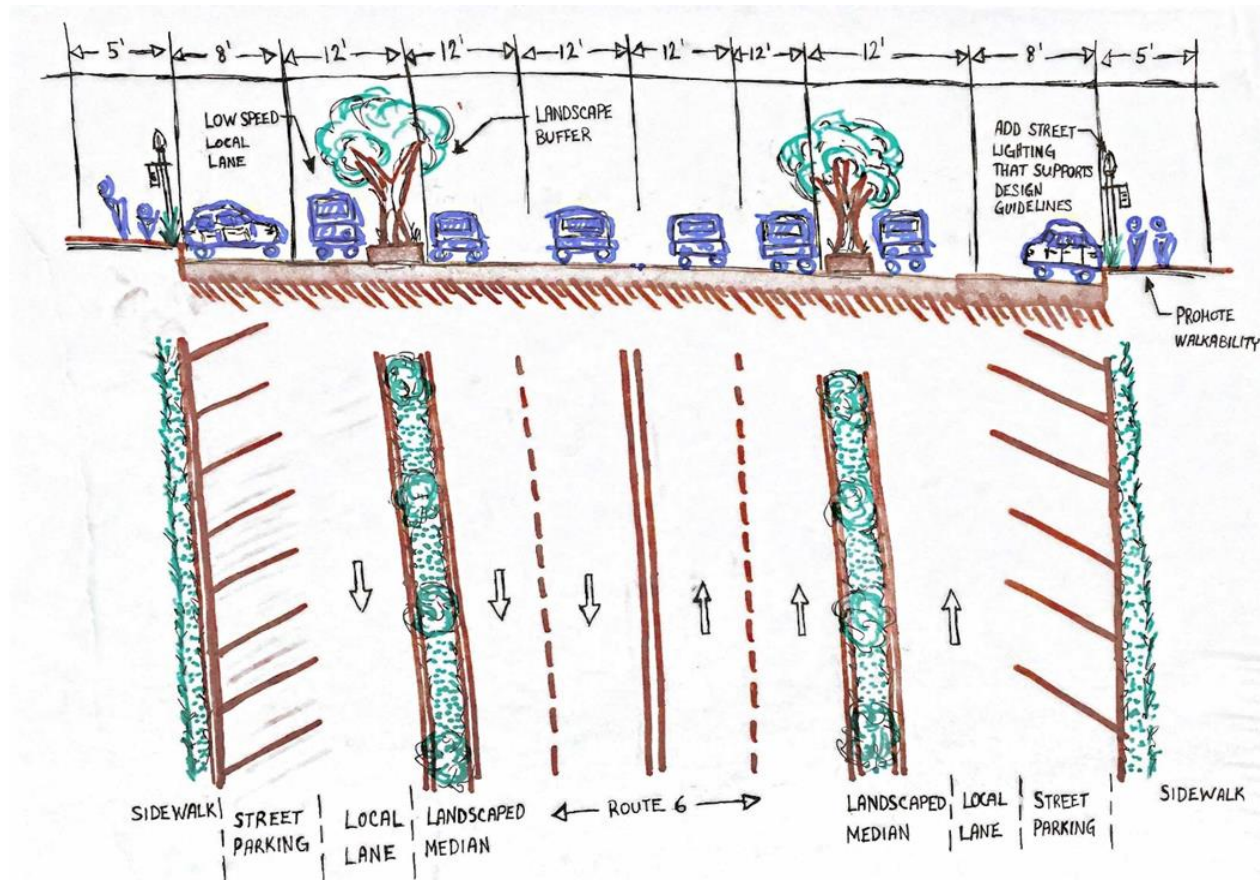 5' 8' 12' 12' 12' 12' 12' 12' 8' 5'
LOW SPEED
LOCAL
LANE
LANDSCAPE
BUFFER
ADD STREET
LIGHTING
THAT SUPPORTS
DESIGN
GUIDELINES
PROMOTE
WALKABILITY
SIDEWALK
STREET
PARKING
LOCAL
LANE
LANDSCAPED
MEDIAN
ROUTE 6
LANDSCAPED
MEDIAN
LOCAL
LANE
STREET
PARKING
SIDEWALK